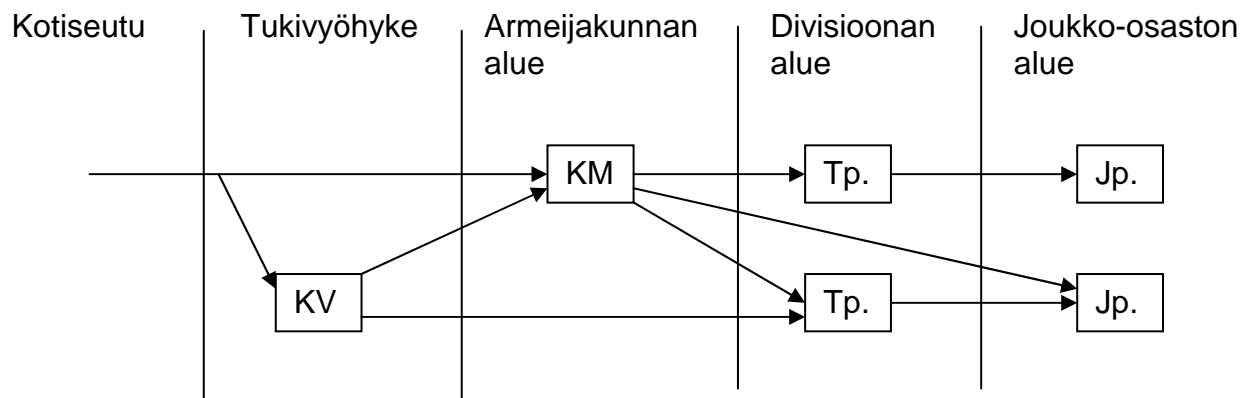 Kotiseutu
Tukivyöhyke
Armeijakunnan
alue
Divisioonan
alue
Joukko-osaston
alue
KM
Tp.
Jp.
KV
Tp.
Jp.